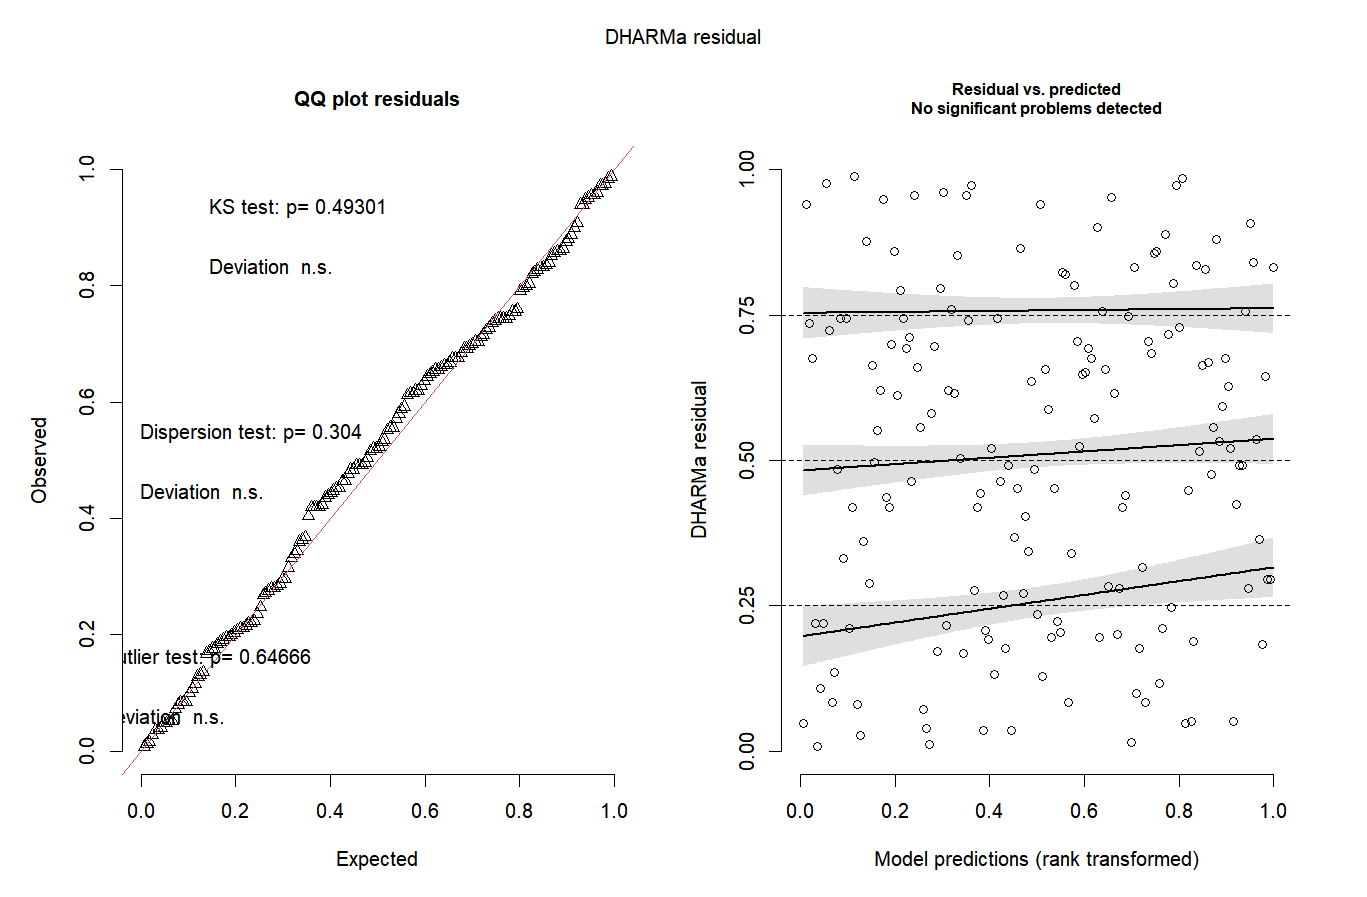 DHARMa residual
QQ plot residuals
KS test: p= 0.49301
Deviation n.s.
Dispersion test: p= 0.304
Deviation n.s.
utlier test: p= 0.64666
eviation n.s.
Observed
0.0 0.2 0.4 0.6 0.8 1.0
0.0 0.2 0.4 0.6 0.8 1.0
Expected
Residual vs. predicted
No significant problems detected
DHARMa residual
0.00 0.25 0.50 0.75 1.00
0.0 0.2 0.4 0.6 0.8 1.0
Model predictions (rank transformed)